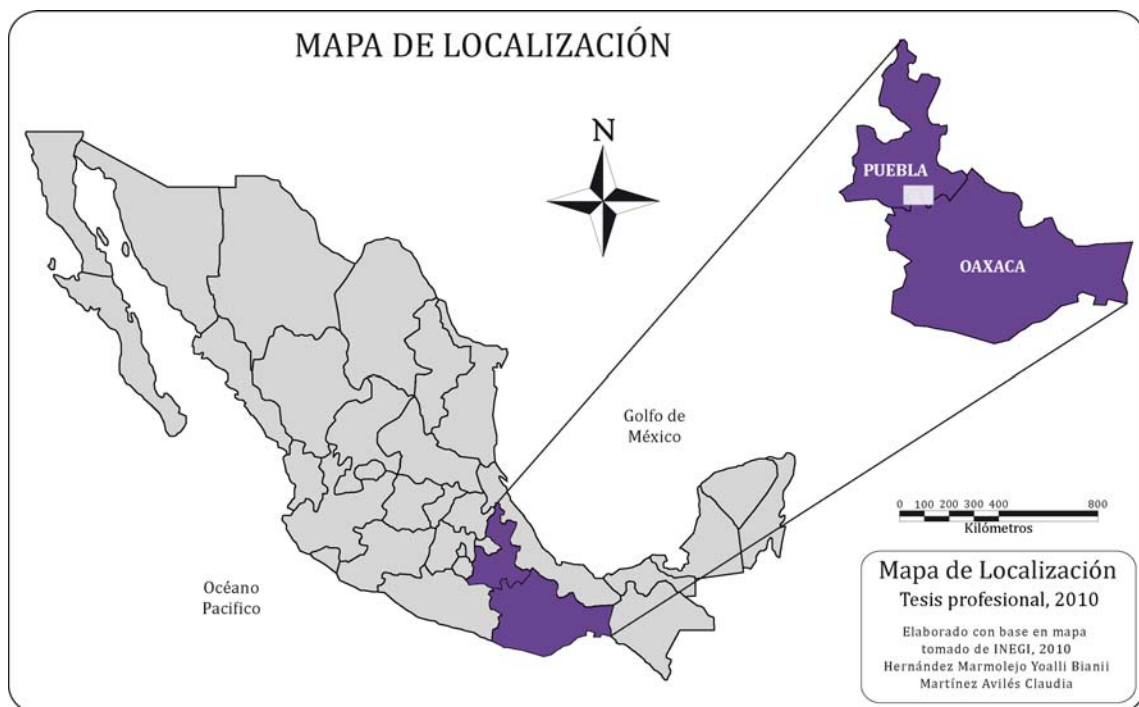 MAPA DE LOCALIZACIÓN
N
PUEBLA
OAXACA
Golfo de
México
Océano
Pacifico
0 100 200 300 400 800
Kilómetros
Mapa de Localización
Tesis profesional, 2010
Elaborado con base en mapa
tomado de INEGI, 2010
Hernández Marmolejo Yoalli Bianii
Martínez Avilés Claudia